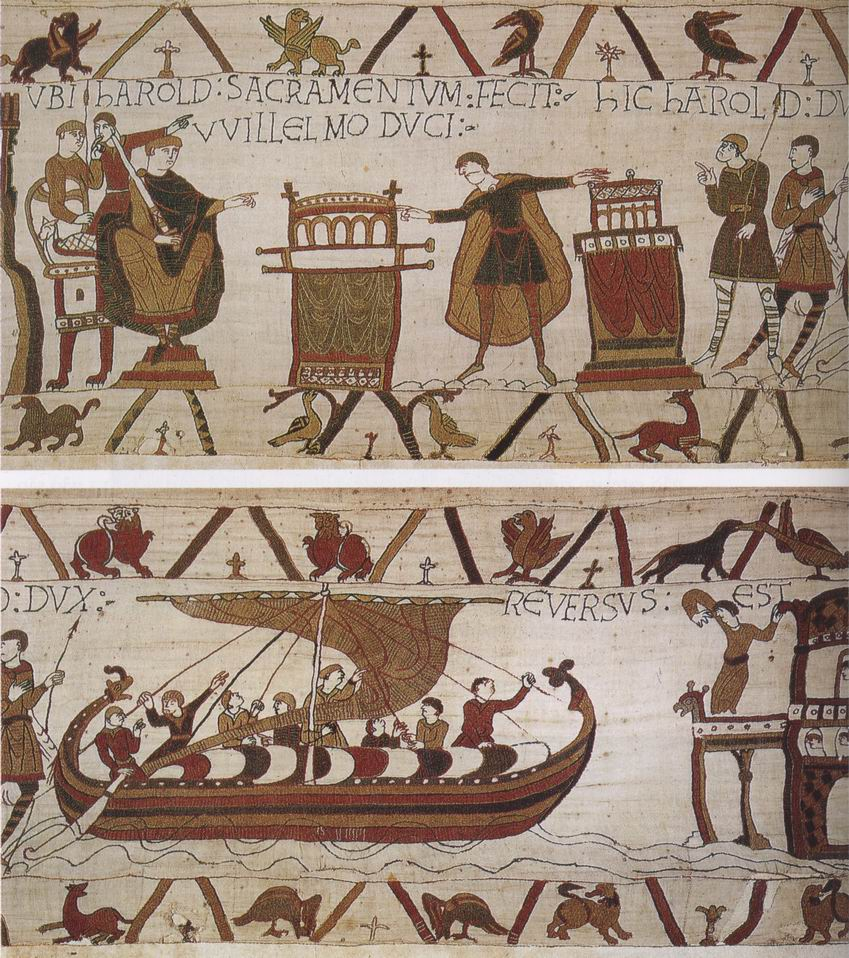 VBI hAROLD: SACRAMENTVM: FECIT:- hIC hAROLD: DV
VVILLELMO DVCI:-
D: DVX:- REVERSVS: EST